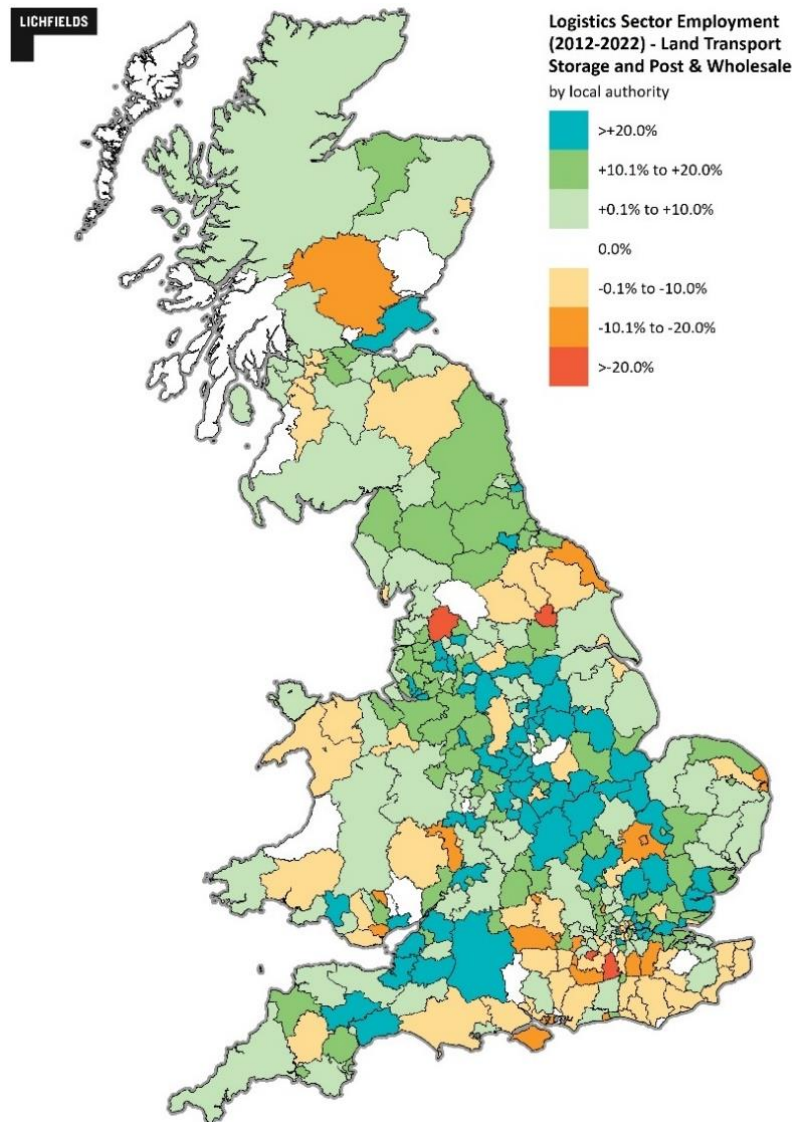 LICHFIELDS
Logistics Sector Employment
(2012-2022) - Land Transport
Storage and Post & Wholesale
by local authority
>+20.0%
+10.1% to +20.0%
+0.1% to +10.0%
0.0%
-0.1% to -10.0%
-10.1% to -20.0%
>-20.0%